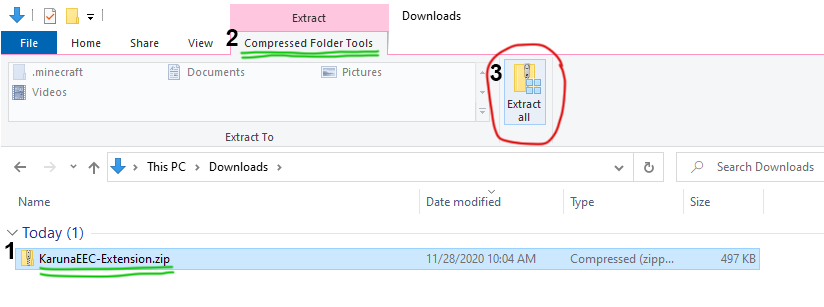 Extract
Downloads
File
Home
Share
View
2
Compressed Folder Tools
.minecraft
Documents
Pictures
Videos
3
Extract
all
Extract To
This PC > Downloads >
Search Downloads
Name
Date modified
Type
Size
Today (1)
1
KarunaEEC-Extension.zip
11/28/2020 10:04 AM
Compressed (zipp...
497 KB